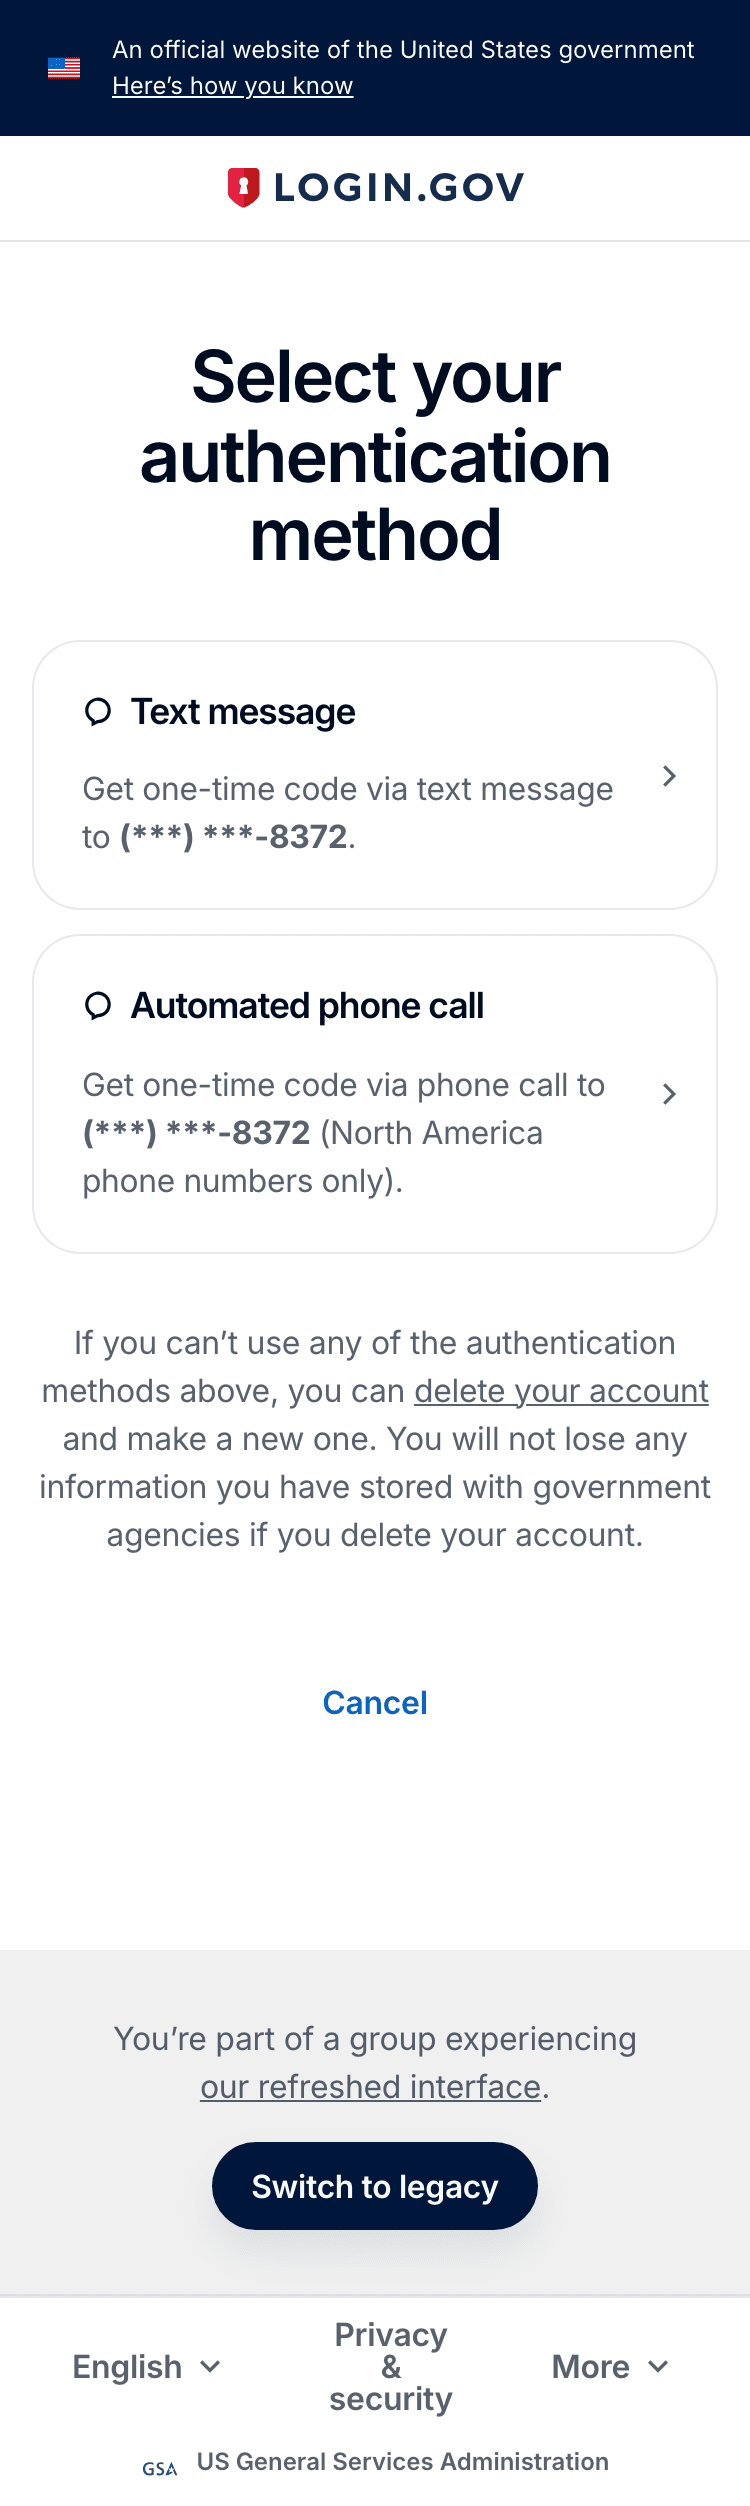 An official website of the United States government
Here’s how you know
LOGIN.GOV
Select your
authentication
method
Text message
Get one-time code via text message
to (***) ***-8372.
Automated phone call
Get one-time code via phone call to
(***) ***-8372 (North America
phone numbers only).
If you can’t use any of the authentication
methods above, you can delete your account
and make a new one. You will not lose any
information you have stored with government
agencies if you delete your account.
Cancel
You’re part of a group experiencing
our refreshed interface.
Switch to legacy
English
Privacy
&
security
More
GSA US General Services Administration